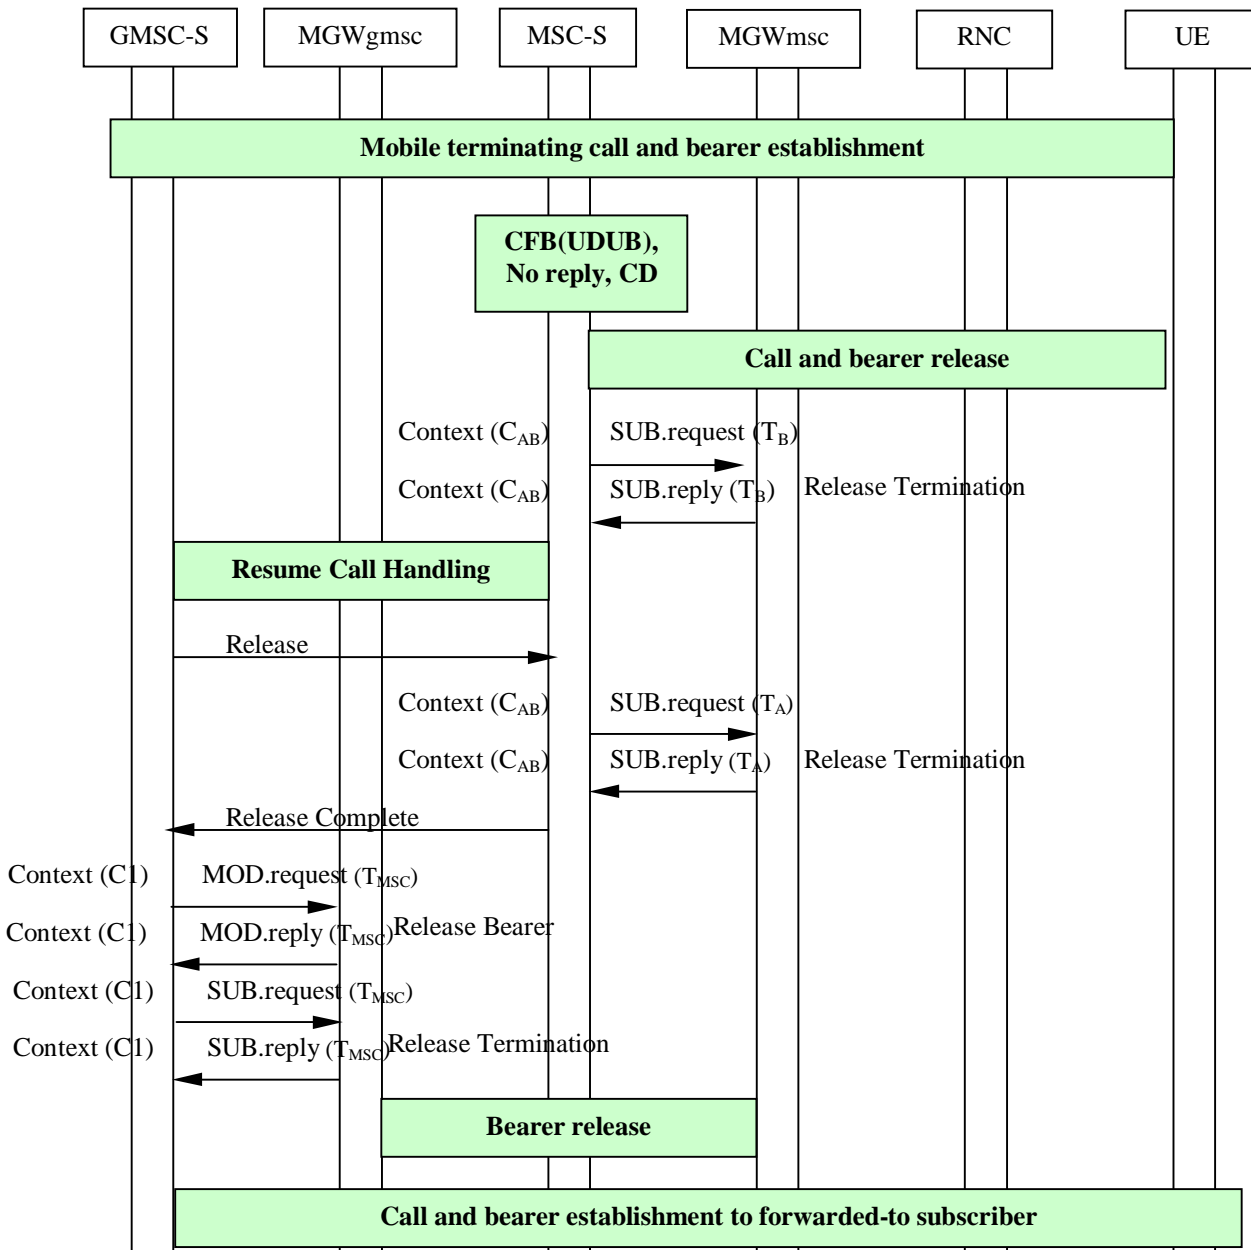 GMSC-S MGWgmsc MSC-S MGWmsc RNC UE
Mobile terminating call and bearer establishment
CFB(UDUB),
No reply, CD
Call and bearer release
Context (CAB) SUB.request (TB)
Context (CAB) SUB.reply (TB) Release Termination
Resume Call Handling
Release
Context (CAB) SUB.request (TA)
Context (CAB) SUB.reply (TA) Release Termination
Release Complete
Context (C1) MOD.request (TMSC)
Context (C1) MOD.reply (TMSC) Release Bearer
Context (C1) SUB.request (TMSC)
Context (C1) SUB.reply (TMSC) Release Termination
Bearer release
Call and bearer establishment to forwarded-to subscriber